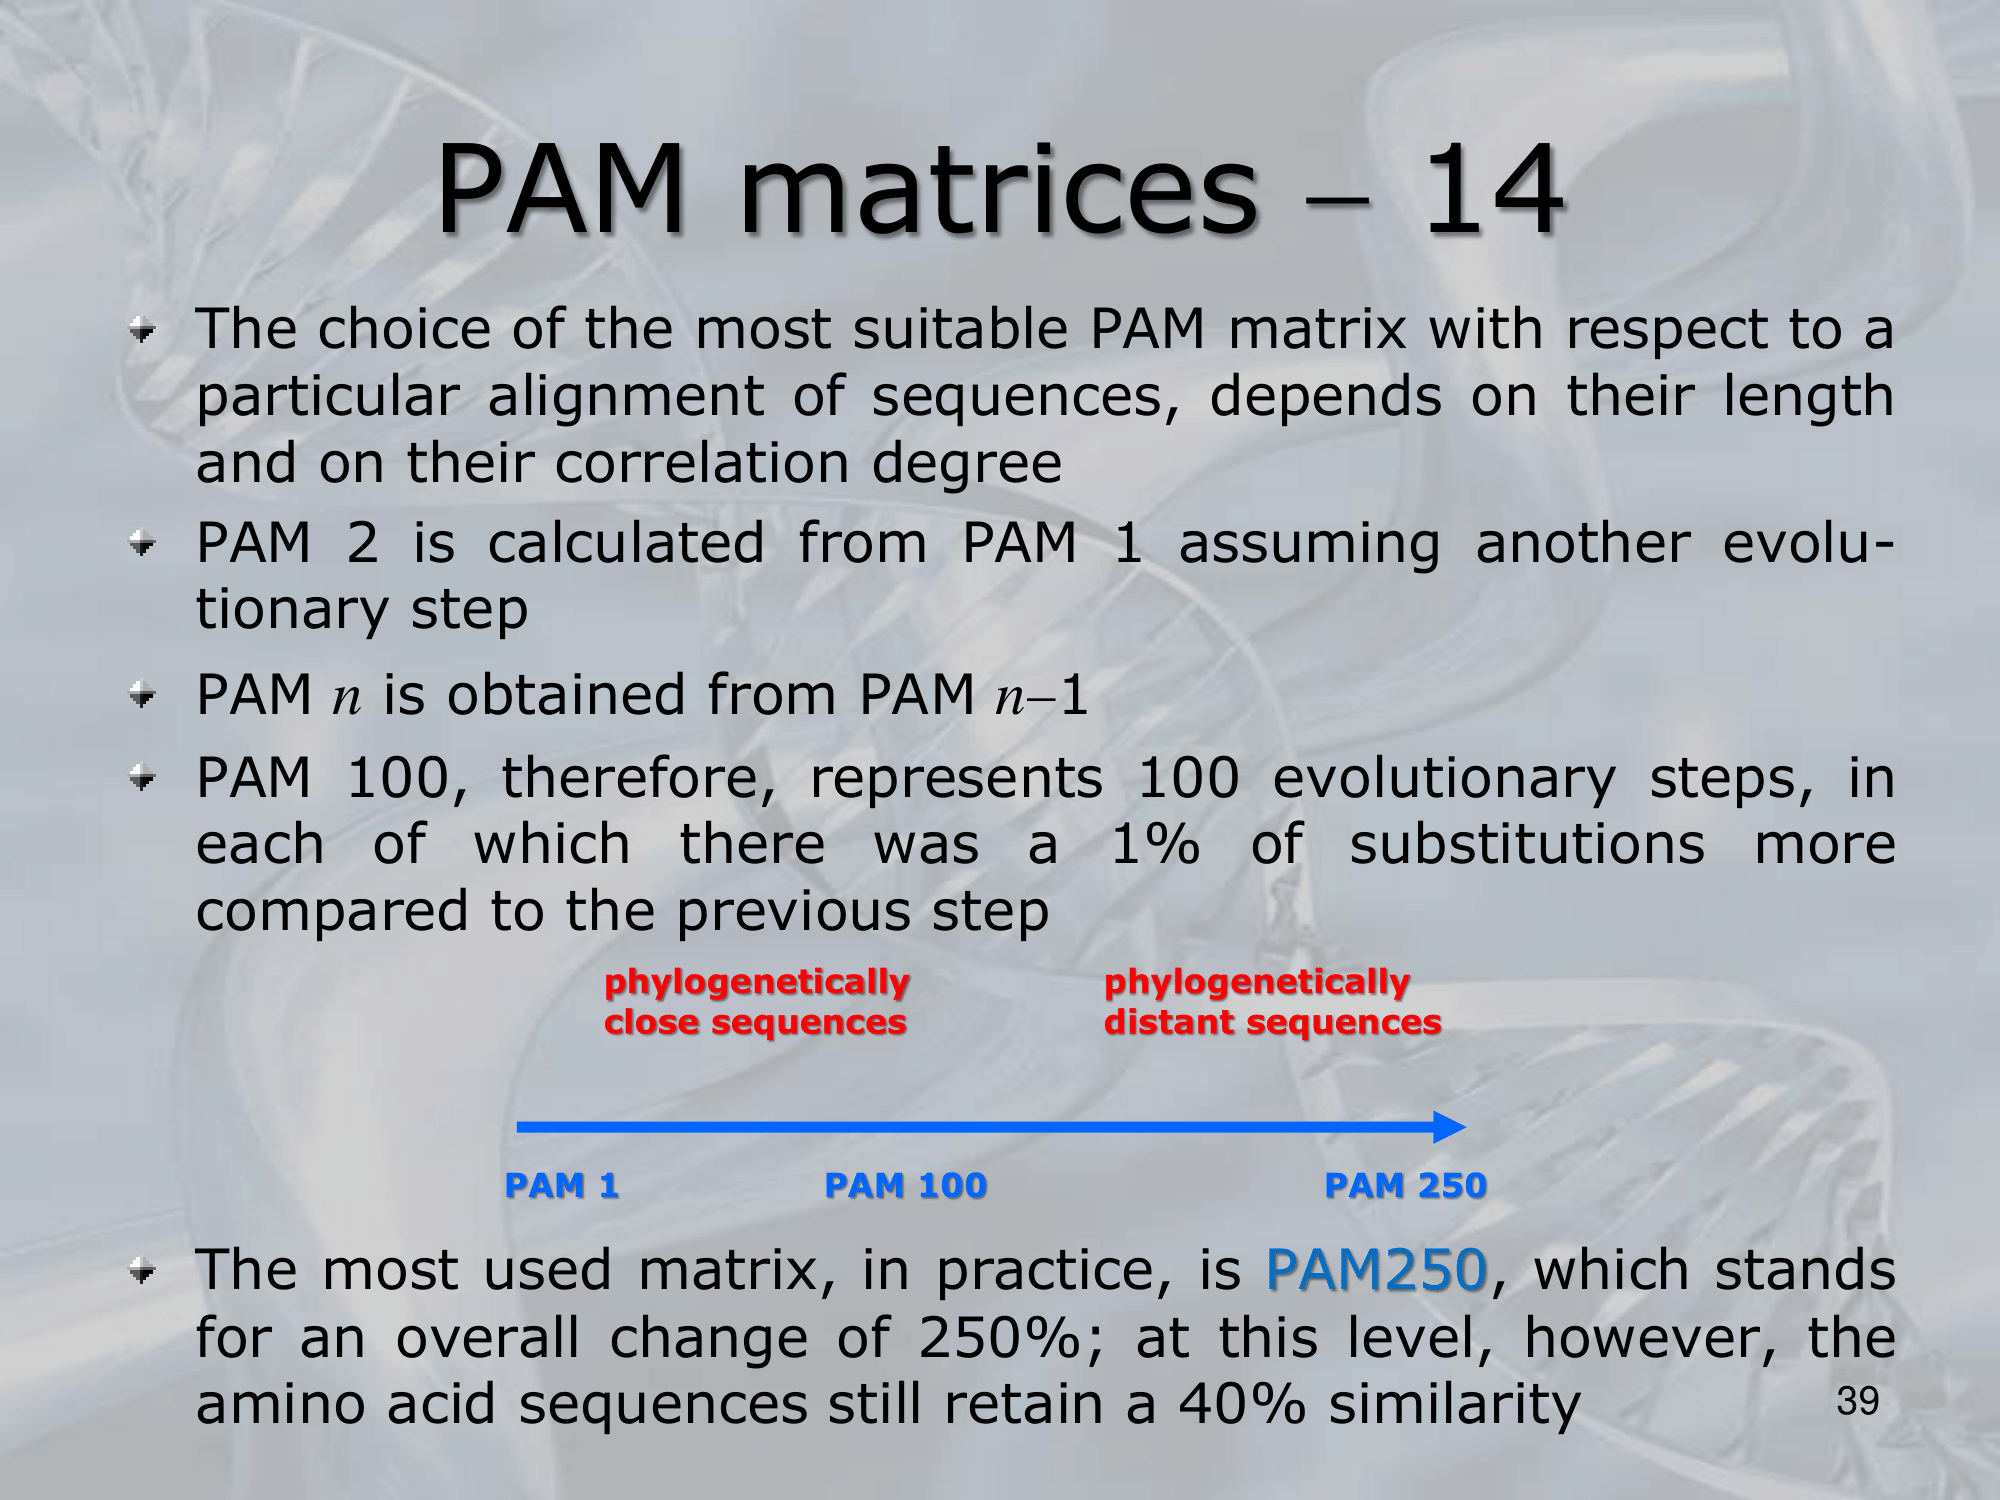 PAM matrices – 14
The choice of the most suitable PAM matrix with respect to a
particular alignment of sequences, depends on their length
and on their correlation degree
PAM 2 is calculated from PAM 1 assuming another evolu-
tionary step
PAM n is obtained from PAM n–1
PAM 100, therefore, represents 100 evolutionary steps, in
each of which there was a 1% of substitutions more
compared to the previous step
phylogenetically
close sequences
phylogenetically
distant sequences
PAM 1
PAM 100
PAM 250
The most used matrix, in practice, is PAM250, which stands
for an overall change of 250%; at this level, however, the
amino acid sequences still retain a 40% similarity
39